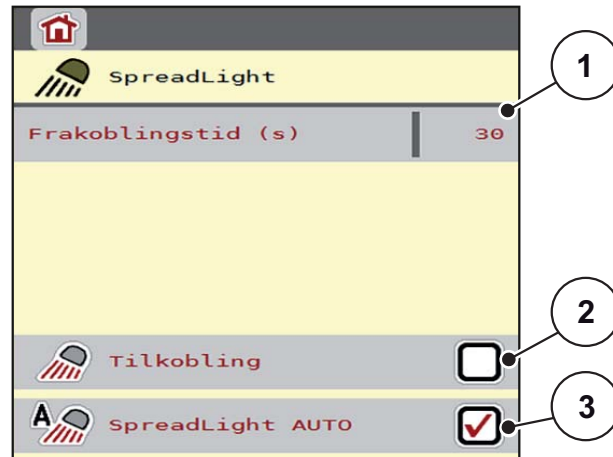 SpreadLight
1
Frakoblingstid (s) 30
Tilkobling
2
A
SpreadLight AUTO
3